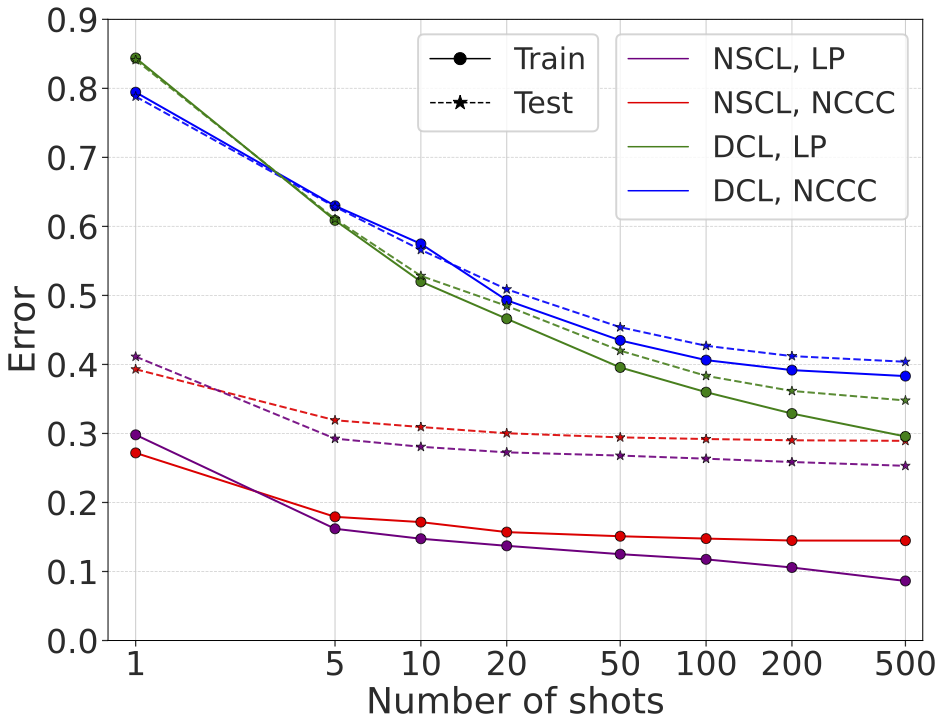 0.9
0.8
0.7
0.6
0.5
0.4
0.3
0.2
0.1
0.0
Error
Train
Test
NSCL, LP
NSCL, NCCC
DCL, LP
DCL, NCCC
1 5 10 20 50 100 200 500
Number of shots